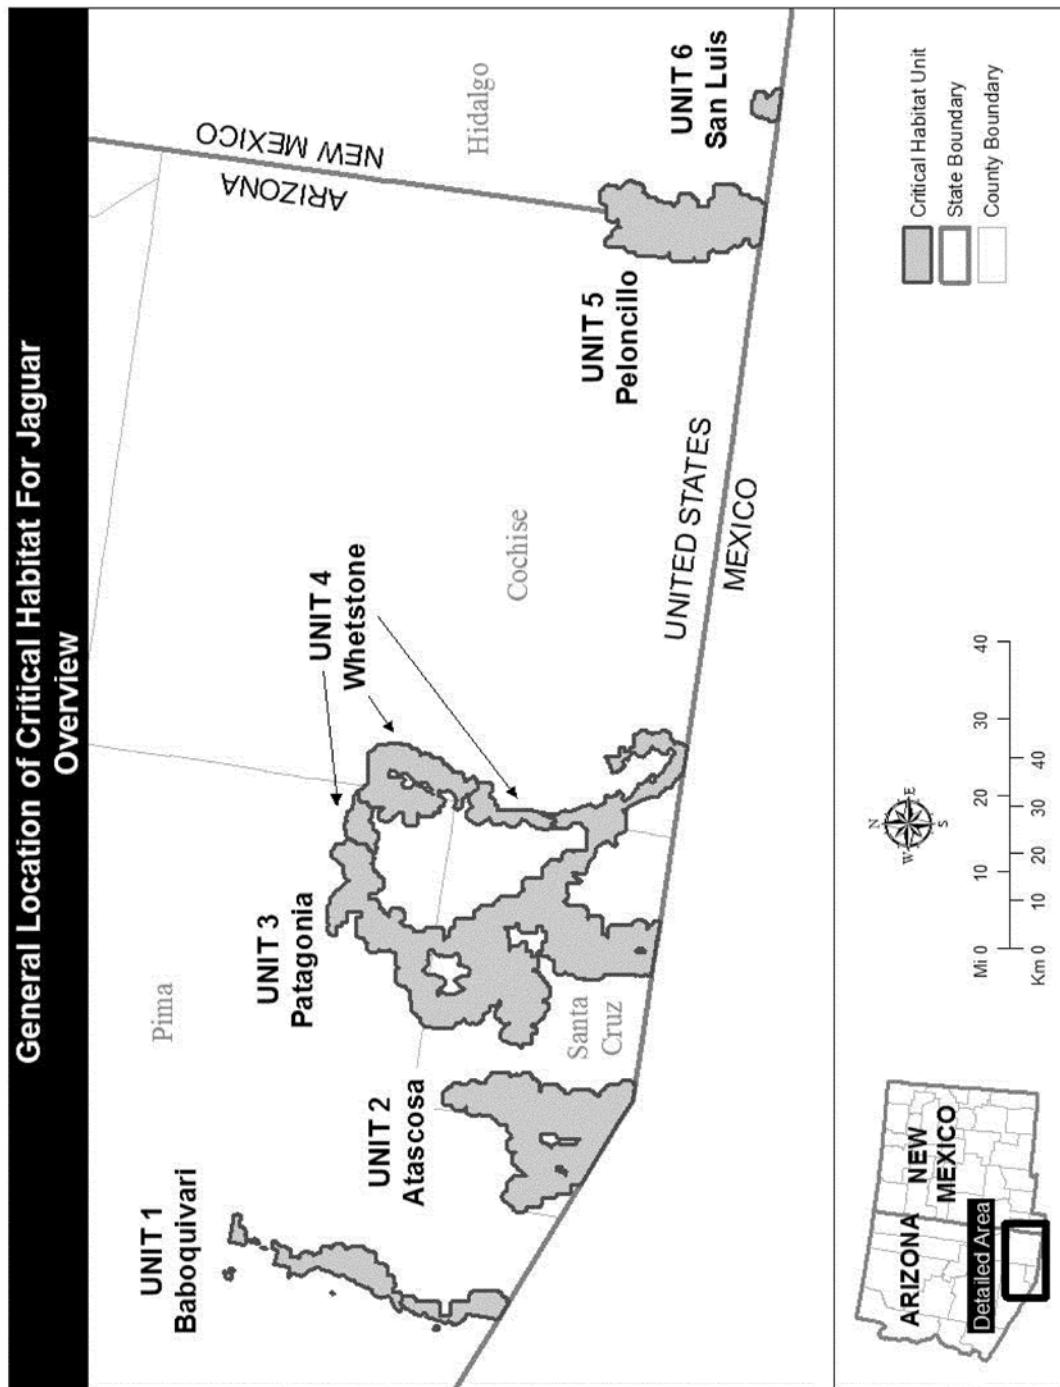 General Location of Critical Habitat For Jaguar
Overview
UNIT 1
Baboquivari
Pima
UNIT 2
Atascosa
UNIT 3
Patagonia
Santa
Cruz
UNIT 4
Whetstone
Cochise
ARIZONA
NEW MEXICO
Hidalgo
UNIT 5
Peloncillo
UNIT 6
San Luis
UNITED STATES
MEXICO
ARIZONA
NEW
MEXICO
Detailed Area
N
W
E
S
Mi 0 10 20 30 40
Km 0 10 20 30 40
Critical Habitat Unit
State Boundary
County Boundary